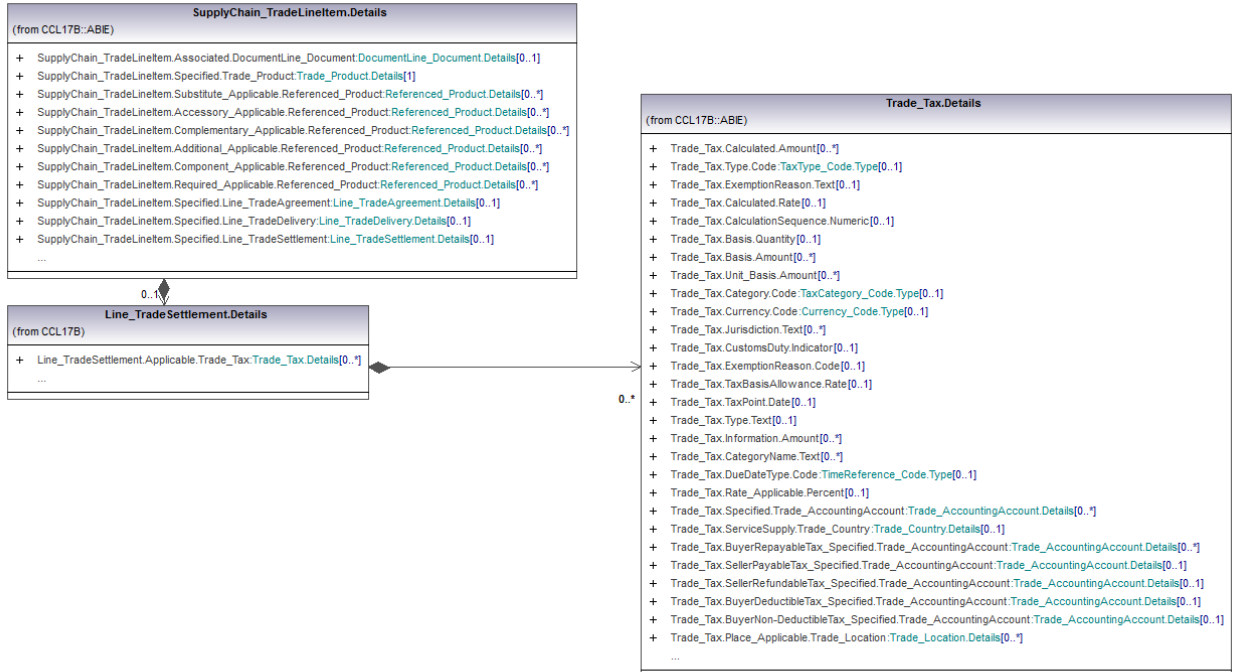 SupplyChain_TradeLineItem.Details
(from CCL17B::ABIE)
+ SupplyChain_TradeLineItem.Associated.DocumentLine_Document:DocumentLine_Document.Details[0..1]
+ SupplyChain_TradeLineItem.Specified.Trade_Product:Trade_Product.Details[1]
+ SupplyChain_TradeLineItem.Substitute_Applicable.Referenced_Product:Referenced_Product.Details[0..*]
+ SupplyChain_TradeLineItem.Accessory_Applicable.Referenced_Product:Referenced_Product.Details[0..*]
+ SupplyChain_TradeLineItem.Complementary_Applicable.Referenced_Product:Referenced_Product.Details[0..*]
+ SupplyChain_TradeLineItem.Additional_Applicable.Referenced_Product:Referenced_Product.Details[0..*]
+ SupplyChain_TradeLineItem.Component_Applicable.Referenced_Product:Referenced_Product.Details[0..*]
+ SupplyChain_TradeLineItem.Required_Applicable.Referenced_Product:Referenced_Product.Details[0..*]
+ SupplyChain_TradeLineItem.Specified.Line_TradeAgreement:Line_TradeAgreement.Details[0..1]
+ SupplyChain_TradeLineItem.Specified.Line_TradeDelivery:Line_TradeDelivery.Details[0..1]
+ SupplyChain_TradeLineItem.Specified.Line_TradeSettlement:Line_TradeSettlement.Details[0..1]
...
0..1
Line_TradeSettlement.Details
(from CCL17B)
+ Line_TradeSettlement.Applicable.Trade_Tax:Trade_Tax.Details[0..*]
...
0..*
Trade_Tax.Details
(from CCL17B::ABIE)
+ Trade_Tax.Calculated.Amount[0..*]
+ Trade_Tax.Type.Code:TaxType_Code.Type[0..1]
+ Trade_Tax.ExemptionReason.Text[0..1]
+ Trade_Tax.Calculated.Rate[0..1]
+ Trade_Tax.CalculationSequence.Numeric[0..1]
+ Trade_Tax.Basis.Quantity[0..1]
+ Trade_Tax.Basis.Amount[0..*]
+ Trade_Tax.Unit_Basis.Amount[0..*]
+ Trade_Tax.Category.Code:TaxCategory_Code.Type[0..1]
+ Trade_Tax.Currency.Code:Currency_Code.Type[0..1]
+ Trade_Tax.Jurisdiction.Text[0..*]
+ Trade_Tax.CustomsDuty.Indicator[0..1]
+ Trade_Tax.ExemptionReason.Code[0..1]
+ Trade_Tax.TaxBasisAllowance.Rate[0..1]
+ Trade_Tax.TaxPoint.Date[0..1]
+ Trade_Tax.Type.Text[0..1]
+ Trade_Tax.Information.Amount[0..*]
+ Trade_Tax.CategoryName.Text[0..*]
+ Trade_Tax.DueDateType.Code:TimeReference_Code.Type[0..1]
+ Trade_Tax.Rate_Applicable.Percent[0..1]
+ Trade_Tax.Specified.Trade_AccountingAccount:Trade_AccountingAccount.Details[0..*]
+ Trade_Tax.ServiceSupply.Trade_Country:Trade_Country.Details[0..1]
+ Trade_Tax.BuyerRepayableTax_Specified.Trade_AccountingAccount:Trade_AccountingAccount.Details[0..*]
+ Trade_Tax.SellerPayableTax_Specified.Trade_AccountingAccount:Trade_AccountingAccount.Details[0..1]
+ Trade_Tax.SellerRefundableTax_Specified.Trade_AccountingAccount:Trade_AccountingAccount.Details[0..1]
+ Trade_Tax.BuyerDeductibleTax_Specified.Trade_AccountingAccount:Trade_AccountingAccount.Details[0..1]
+ Trade_Tax.BuyerNon-DeductibleTax_Specified.Trade_AccountingAccount:Trade_AccountingAccount.Details[0..1]
+ Trade_Tax.Place_Applicable.Trade_Location:Trade_Location.Details[0..*]
...